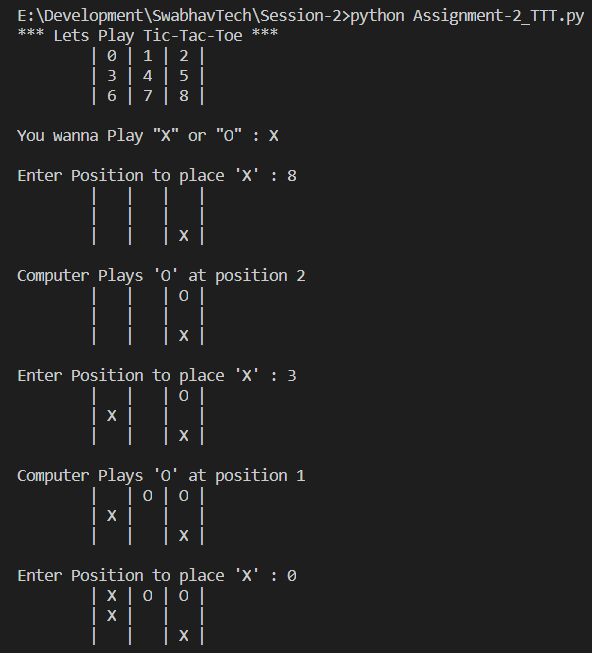 E:\Development\SwabhavTech\Session-2>python Assignment-2_TTT.py
*** Lets Play Tic-Tac-Toe ***
        | 0 | 1 | 2 |
        | 3 | 4 | 5 |
        | 6 | 7 | 8 |

You wanna Play "X" or "O" : X

Enter Position to place 'X' : 8
        |   |   |   |
        |   |   |   |
        |   |   | X |

Computer Plays 'O' at position 2
        |   |   | O |
        |   |   |   |
        |   |   | X |

Enter Position to place 'X' : 3
        |   |   | O |
        | X |   |   |
        |   |   | X |

Computer Plays 'O' at position 1
        |   | O | O |
        | X |   |   |
        |   |   | X |

Enter Position to place 'X' : 0
        | X | O | O |
        | X |   |   |
        |   |   | X |